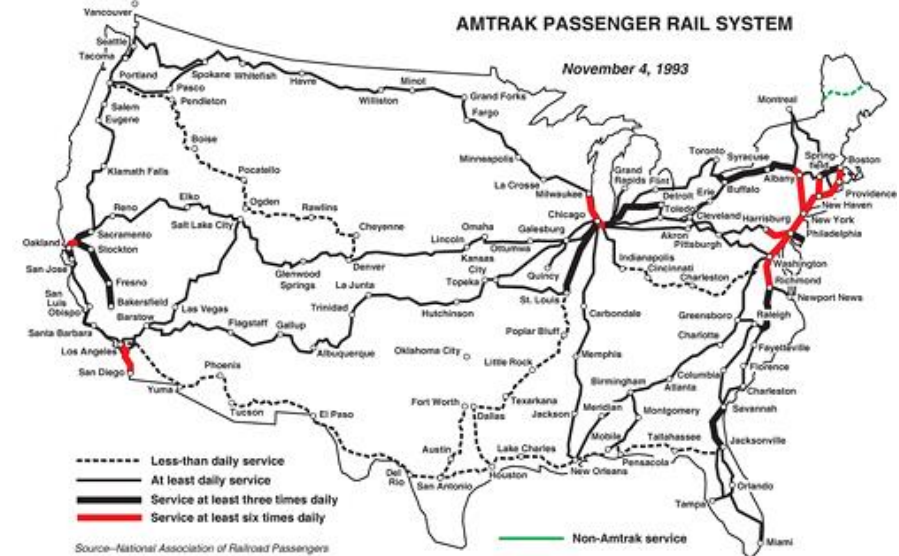 AMTRAK PASSENGER RAIL SYSTEM
November 4, 1993
Vancouver
Seattle
Tacoma
Portland
Spokane
Whitefish
Havre
Minot
Williston
Grand Forks
Fargo
Pasco
Pendleton
Salem
Eugene
Boise
Minneapolis
La Crosse
Milwaukee
Montreal
Toronto
Syracuse
Spring-
field
Boston
Albany
Providence
New Haven
New York
Grand
Rapids
Flint
Detroit
Erie
Buffalo
Toledo
Cleveland
Harrisburg
Philadelphia
Klamath Falls
Pocatello
Ogden
Rawlins
Reno
Elko
Salt Lake City
Cheyenne
Omaha
Lincoln
Ottumwa
Galesburg
Chicago
Akron
Pittsburgh
Washington
Oakland
Sacramento
Stockton
San Jose
Fresno
Bakersfield
Barstow
Las Vegas
Glenwood
Springs
Denver
La Junta
Trinidad
Kansas
City
Topeka
Hutchinson
Quincy
St. Louis
Indianapolis
Cincinnati
Charleston
Richmond
Newport News
San
Luis
Obispo
Santa Barbara
Los Angeles
San Diego
Flagstaff
Gallup
Albuquerque
Oklahoma City
Poplar Bluff
Little Rock
Carbondale
Memphis
Greensboro
Raleigh
Charlotte
Fayetteville
Florence
Columbia
Charleston
Savannah
Yuma
Phoenis
Tucson
El Paso
Fort Worth
Dallas
Texarkana
Birmingham
Atlanta
Jackson
Meridian
Montgomery
Mobile
Tallahassee
Jacksonville
Austin
Lake Charles
Del
Rio
San Antonio
Houston
New Orleans
Pensacola
Orlando
Tampa
Miami
Less-than daily service
At least daily service
Service at least three times daily
Service at least six times daily
Non-Amtrak service
Source–National Association of Railroad Passengers